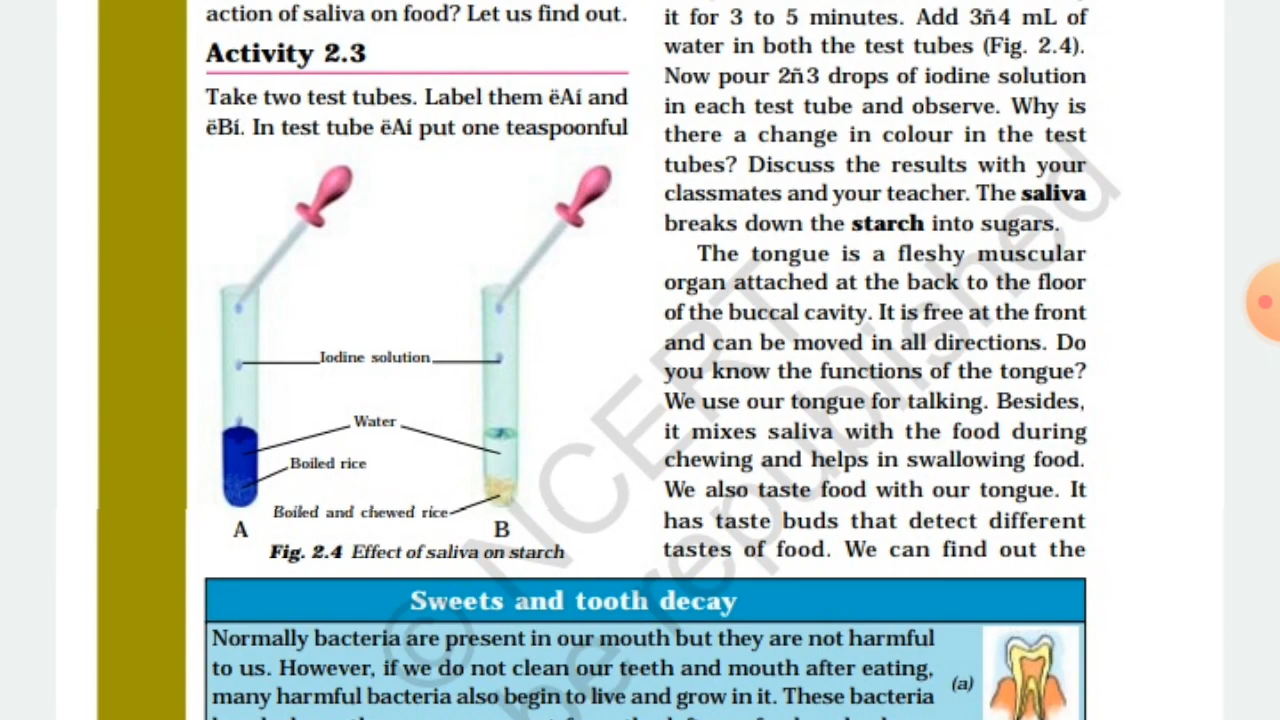 action of saliva on food? Let us find out.
Activity 2.3
Take two test tubes. Label them ëAí and
ëBí. In test tube ëAí put one teaspoonful
Iodine solution
Water
Boiled rice
Boiled and chewed rice
A
B
Fig. 2.4 Effect of saliva on starch
it for 3 to 5 minutes. Add 3ñ4 mL of
water in both the test tubes (Fig. 2.4).
Now pour 2ñ3 drops of iodine solution
in each test tube and observe. Why is
there a change in colour in the test
tubes? Discuss the results with your
classmates and your teacher. The saliva
breaks down the starch into sugars.
The tongue is a fleshy muscular
organ attached at the back to the floor
of the buccal cavity. It is free at the front
and can be moved in all directions. Do
you know the functions of the tongue?
We use our tongue for talking. Besides,
it mixes saliva with the food during
chewing and helps in swallowing food.
We also taste food with our tongue. It
has taste buds that detect different
tastes of food. We can find out the
Sweets and tooth decay
Normally bacteria are present in our mouth but they are not harmful
to us. However, if we do not clean our teeth and mouth after eating,
many harmful bacteria also begin to live and grow in it. These bacteria
(a)
© NCERT
be republished